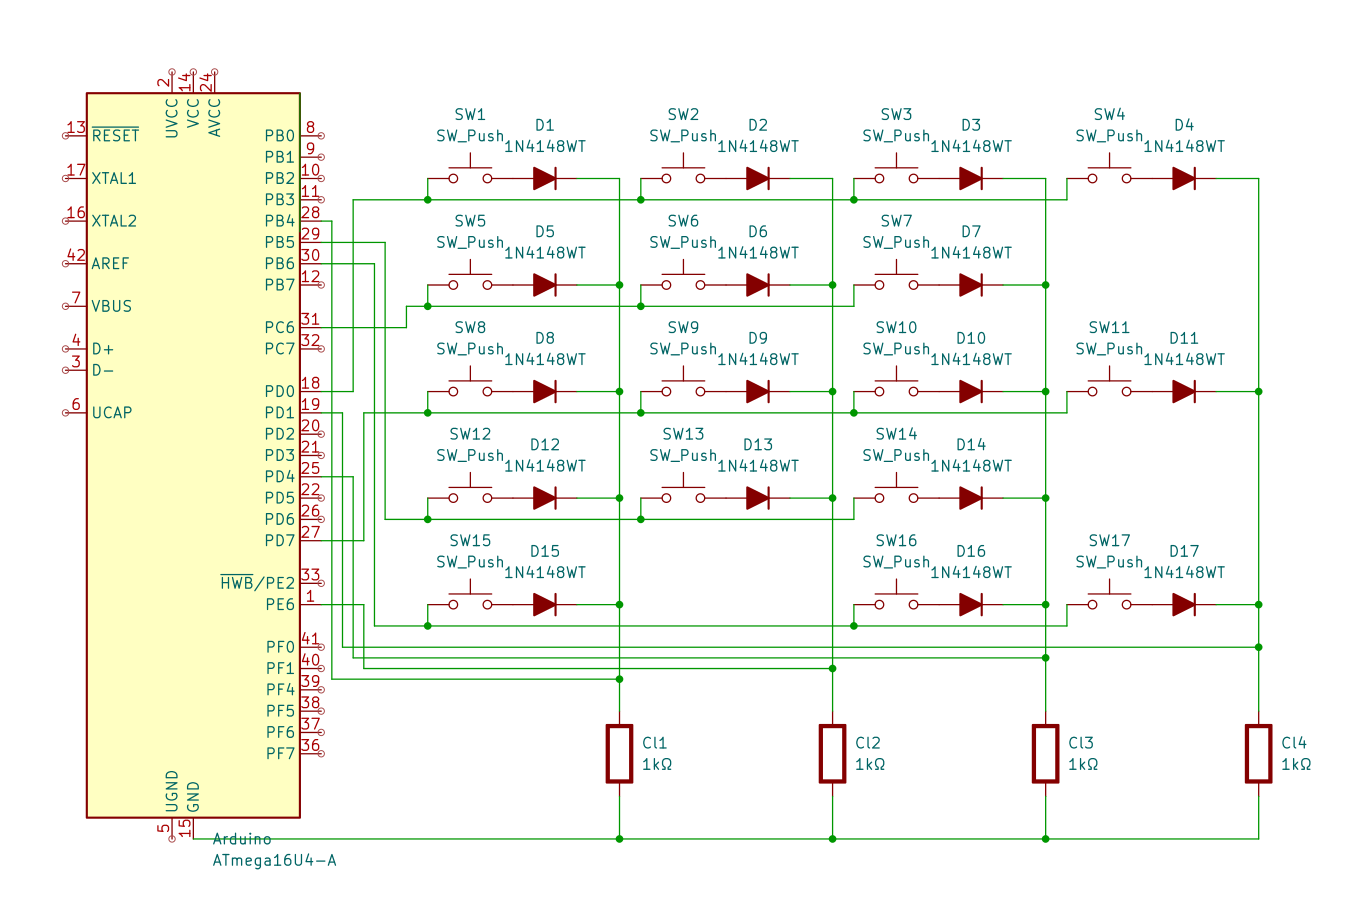 2
14
24
UVCC
VCC
AVCC
13
RESET
17
XTAL1
16
XTAL2
42
AREF
7
VBUS
4
D+
3
D-
6
UCAP
PB0
8
PB1
9
PB2
10
PB3
11
PB4
28
PB5
29
PB6
30
PB7
12
PC6
31
PC7
32
PD0
18
PD1
19
PD2
20
PD3
21
PD4
25
PD5
22
PD6
26
PD7
27
HWB/PE2
33
PE6
1
PF0
41
PF1
40
PF4
39
PF5
38
PF6
37
PF7
36
UGND
GND
5
15
Arduino
ATmega16U4-A
SW1
SW_Push
D1
1N4148WT
SW2
SW_Push
D2
1N4148WT
SW3
SW_Push
D3
1N4148WT
SW4
SW_Push
D4
1N4148WT
SW5
SW_Push
D5
1N4148WT
SW6
SW_Push
D6
1N4148WT
SW7
SW_Push
D7
1N4148WT
SW8
SW_Push
D8
1N4148WT
SW9
SW_Push
D9
1N4148WT
SW10
SW_Push
D10
1N4148WT
SW11
SW_Push
D11
1N4148WT
SW12
SW_Push
D12
1N4148WT
SW13
SW_Push
D13
1N4148WT
SW14
SW_Push
D14
1N4148WT
SW15
SW_Push
D15
1N4148WT
SW16
SW_Push
D16
1N4148WT
SW17
SW_Push
D17
1N4148WT
Cl1
1kΩ
Cl2
1kΩ
Cl3
1kΩ
Cl4
1kΩ